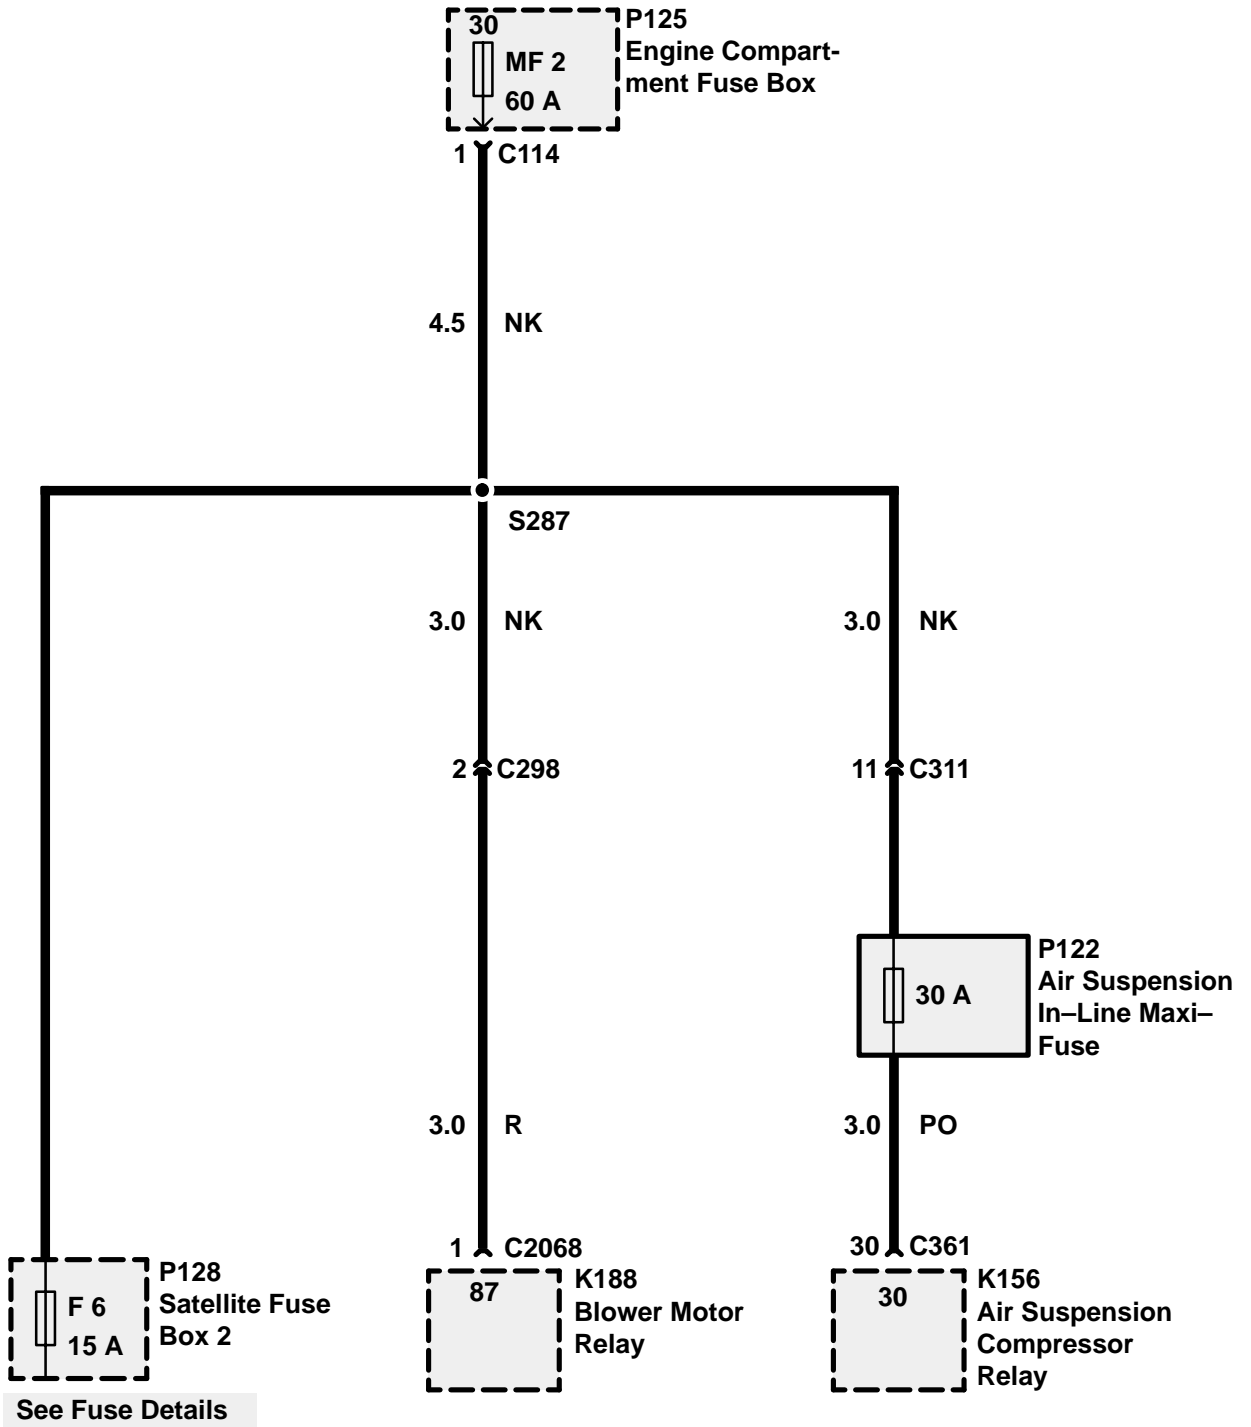 30
MF 2
60 A
P125
Engine Compart-
ment Fuse Box
1 C114
4.5 NK
S287
3.0 NK
3.0 NK
2 C298
11 C311
30 A
P122
Air Suspension
In–Line Maxi–
Fuse
3.0 R
3.0 PO
1 C2068
30 C361
F 6
15 A
P128
Satellite Fuse
Box 2
87
K188
Blower Motor
Relay
30
K156
Air Suspension
Compressor
Relay
See Fuse Details